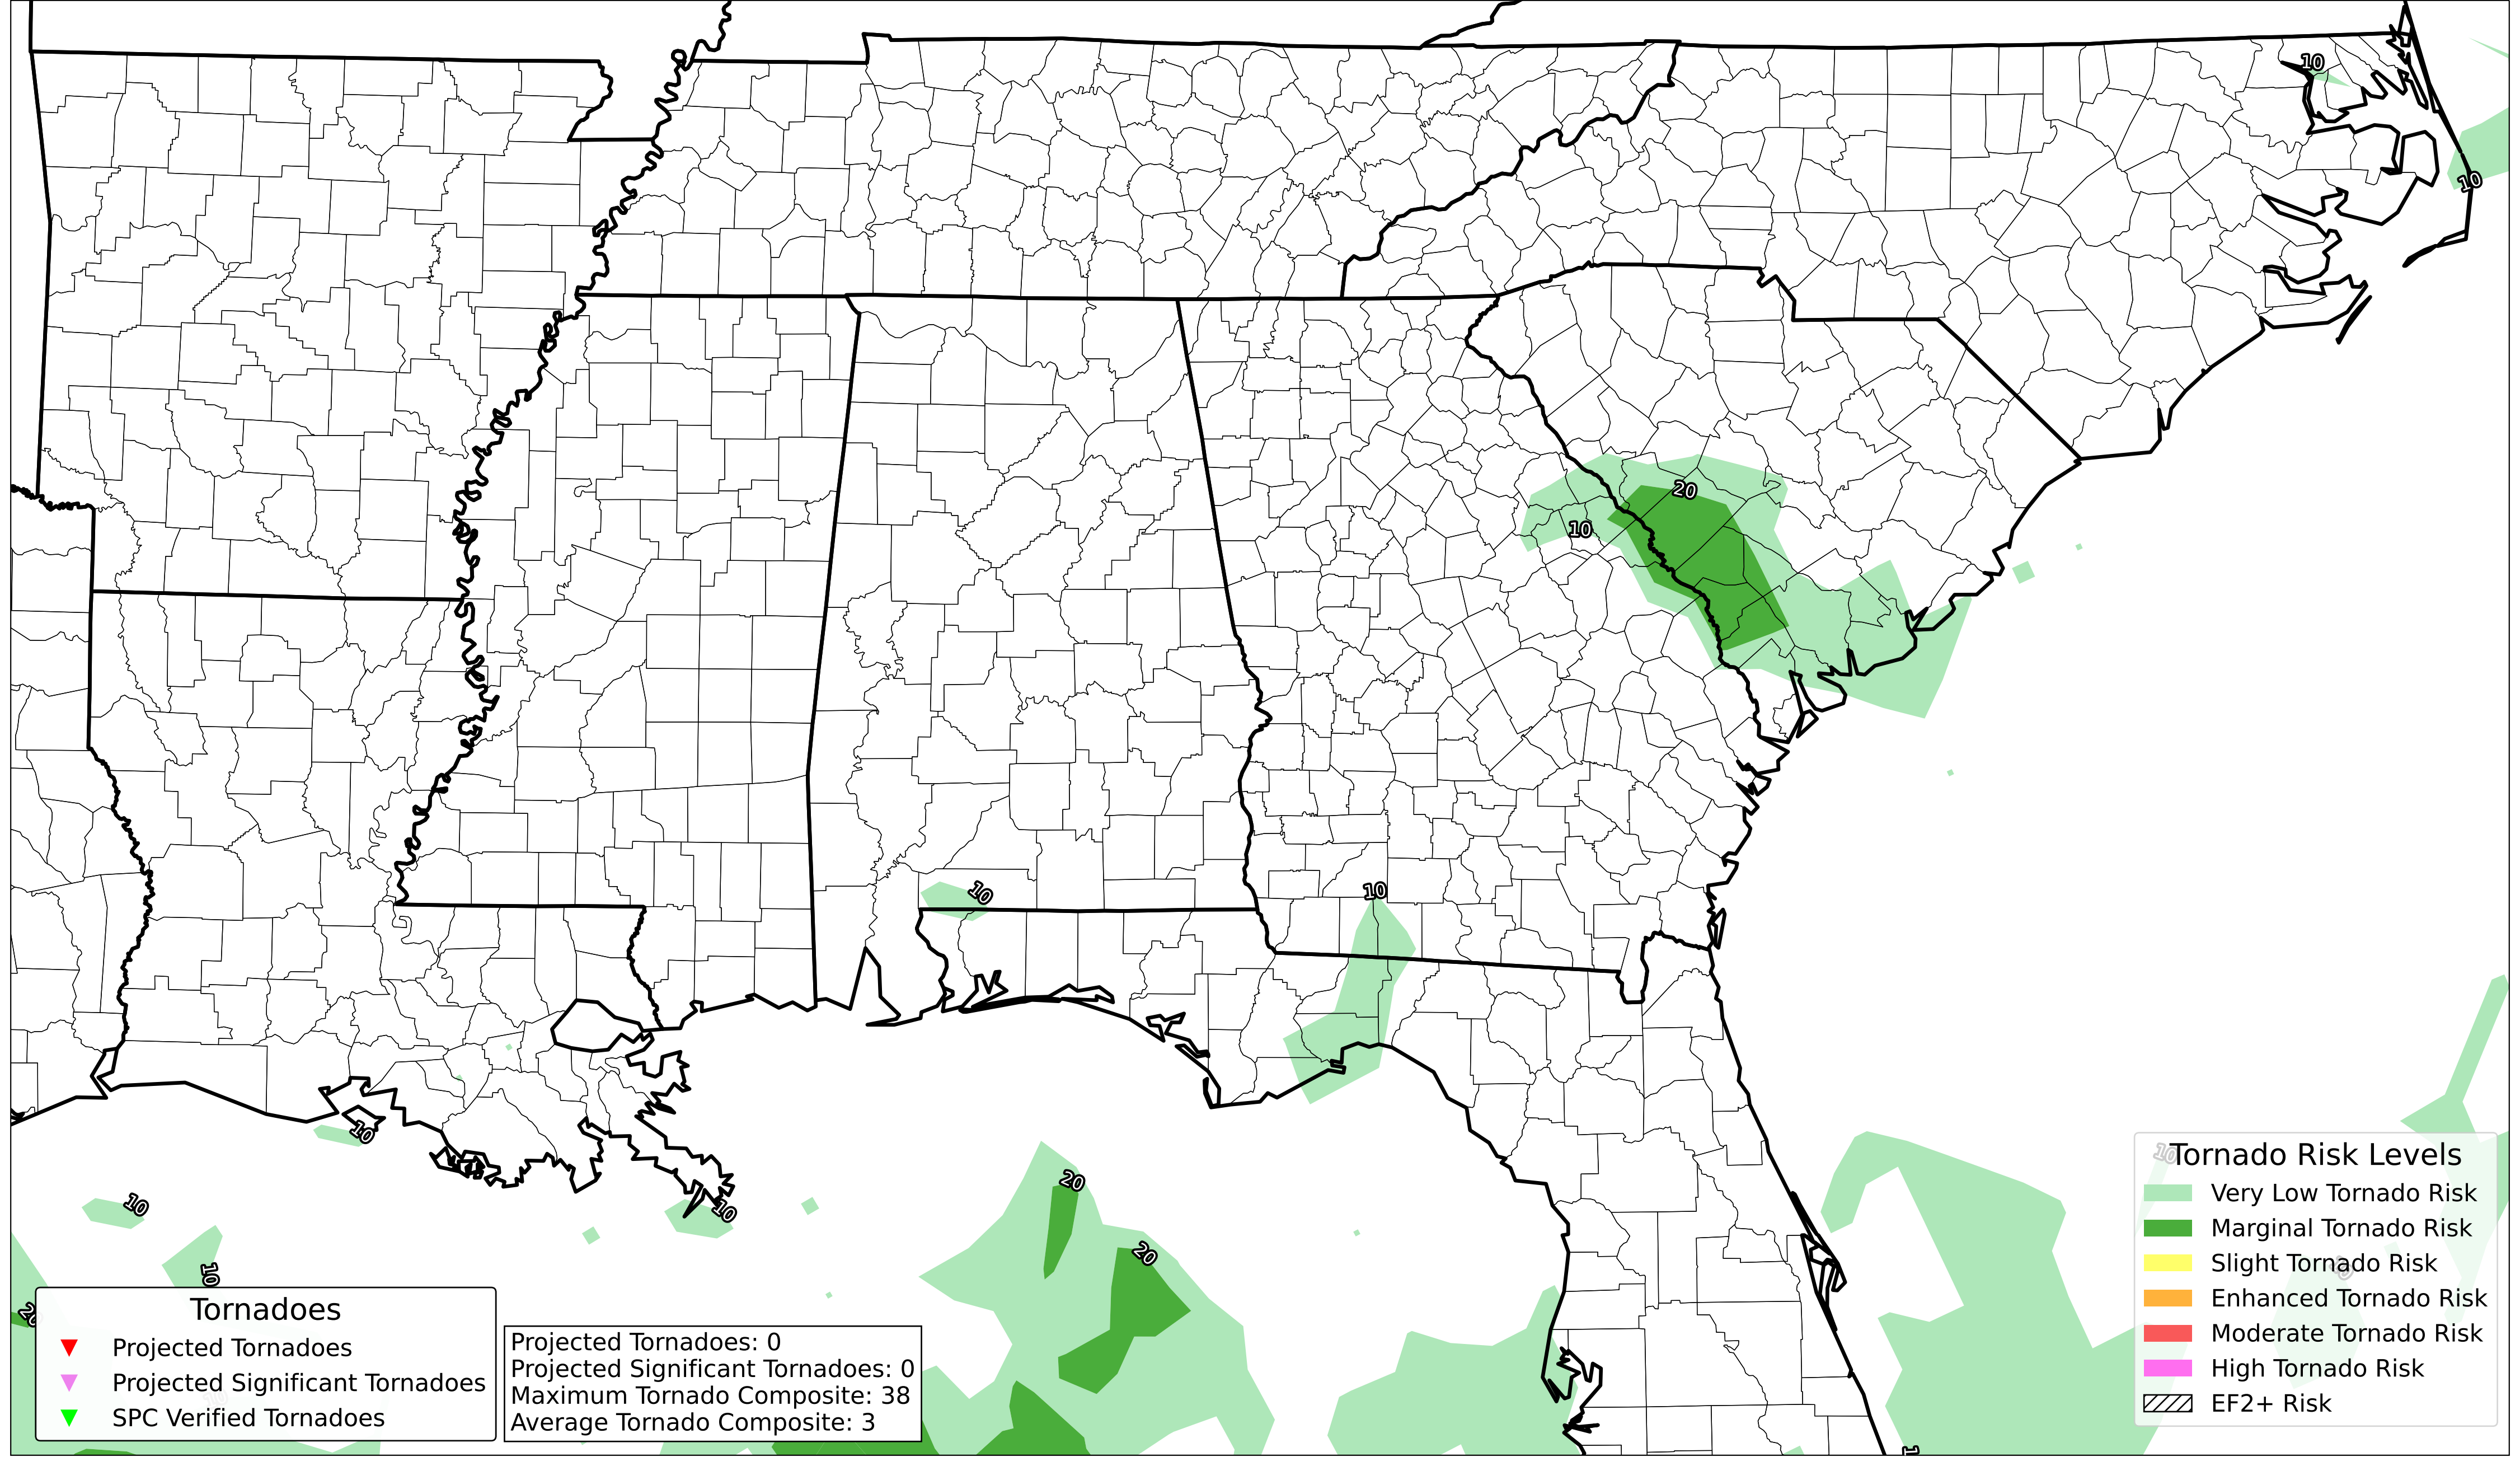 10
10
20
10
10
10
10
10
10
20
20
10
20
10
Tornado Risk Levels
Very Low Tornado Risk
Marginal Tornado Risk
Slight Tornado Risk
Enhanced Tornado Risk
Moderate Tornado Risk
High Tornado Risk
EF2+ Risk
Tornadoes
Projected Tornadoes
Projected Significant Tornadoes
SPC Verified Tornadoes
Projected Tornadoes: 0
Projected Significant Tornadoes: 0
Maximum Tornado Composite: 38
Average Tornado Composite: 3